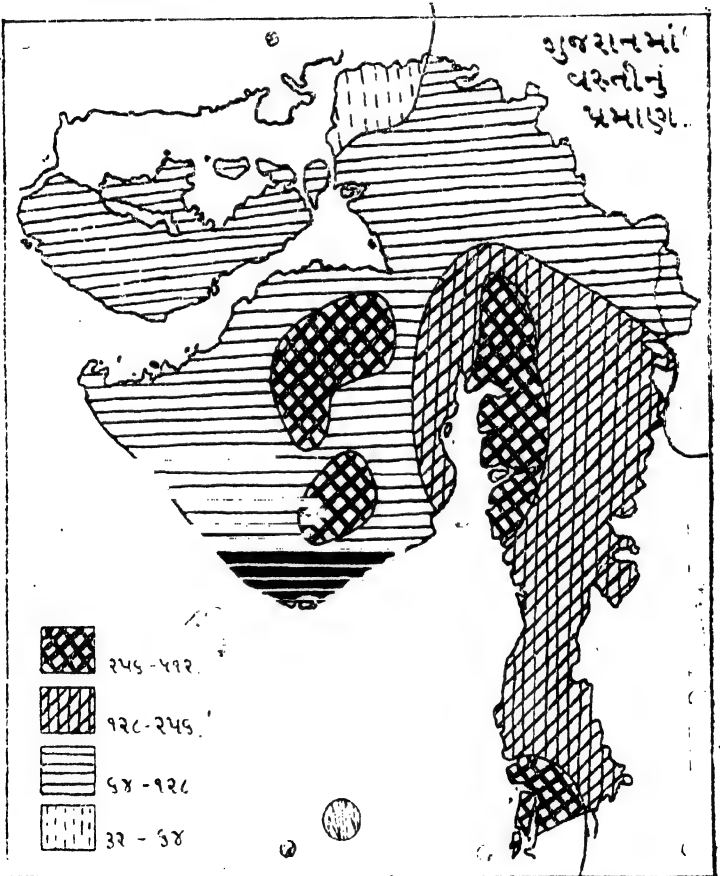 ગુજરાતમાં
વસ્તીનું
પ્રમાણ.
૨૫૬-૫૧૨.
૧૨૮-૨૫૬.
૬૪-૧૨૮
૩૨ - ૬૪